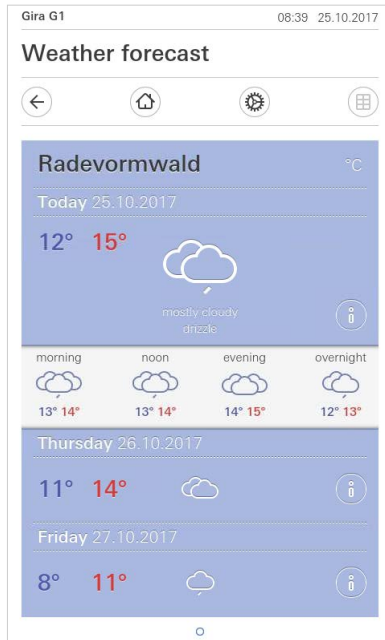 Gira G1 08:39 25.10.2017
Weather forecast
Radevormwald °C
Today 25.10.2017
12° 15°
mostly cloudy
drizzle
morning noon evening overnight
13° 14° 13° 14° 14° 15° 12° 13°
Thursday 26.10.2017
11° 14°
Friday 27.10.2017
8° 11°